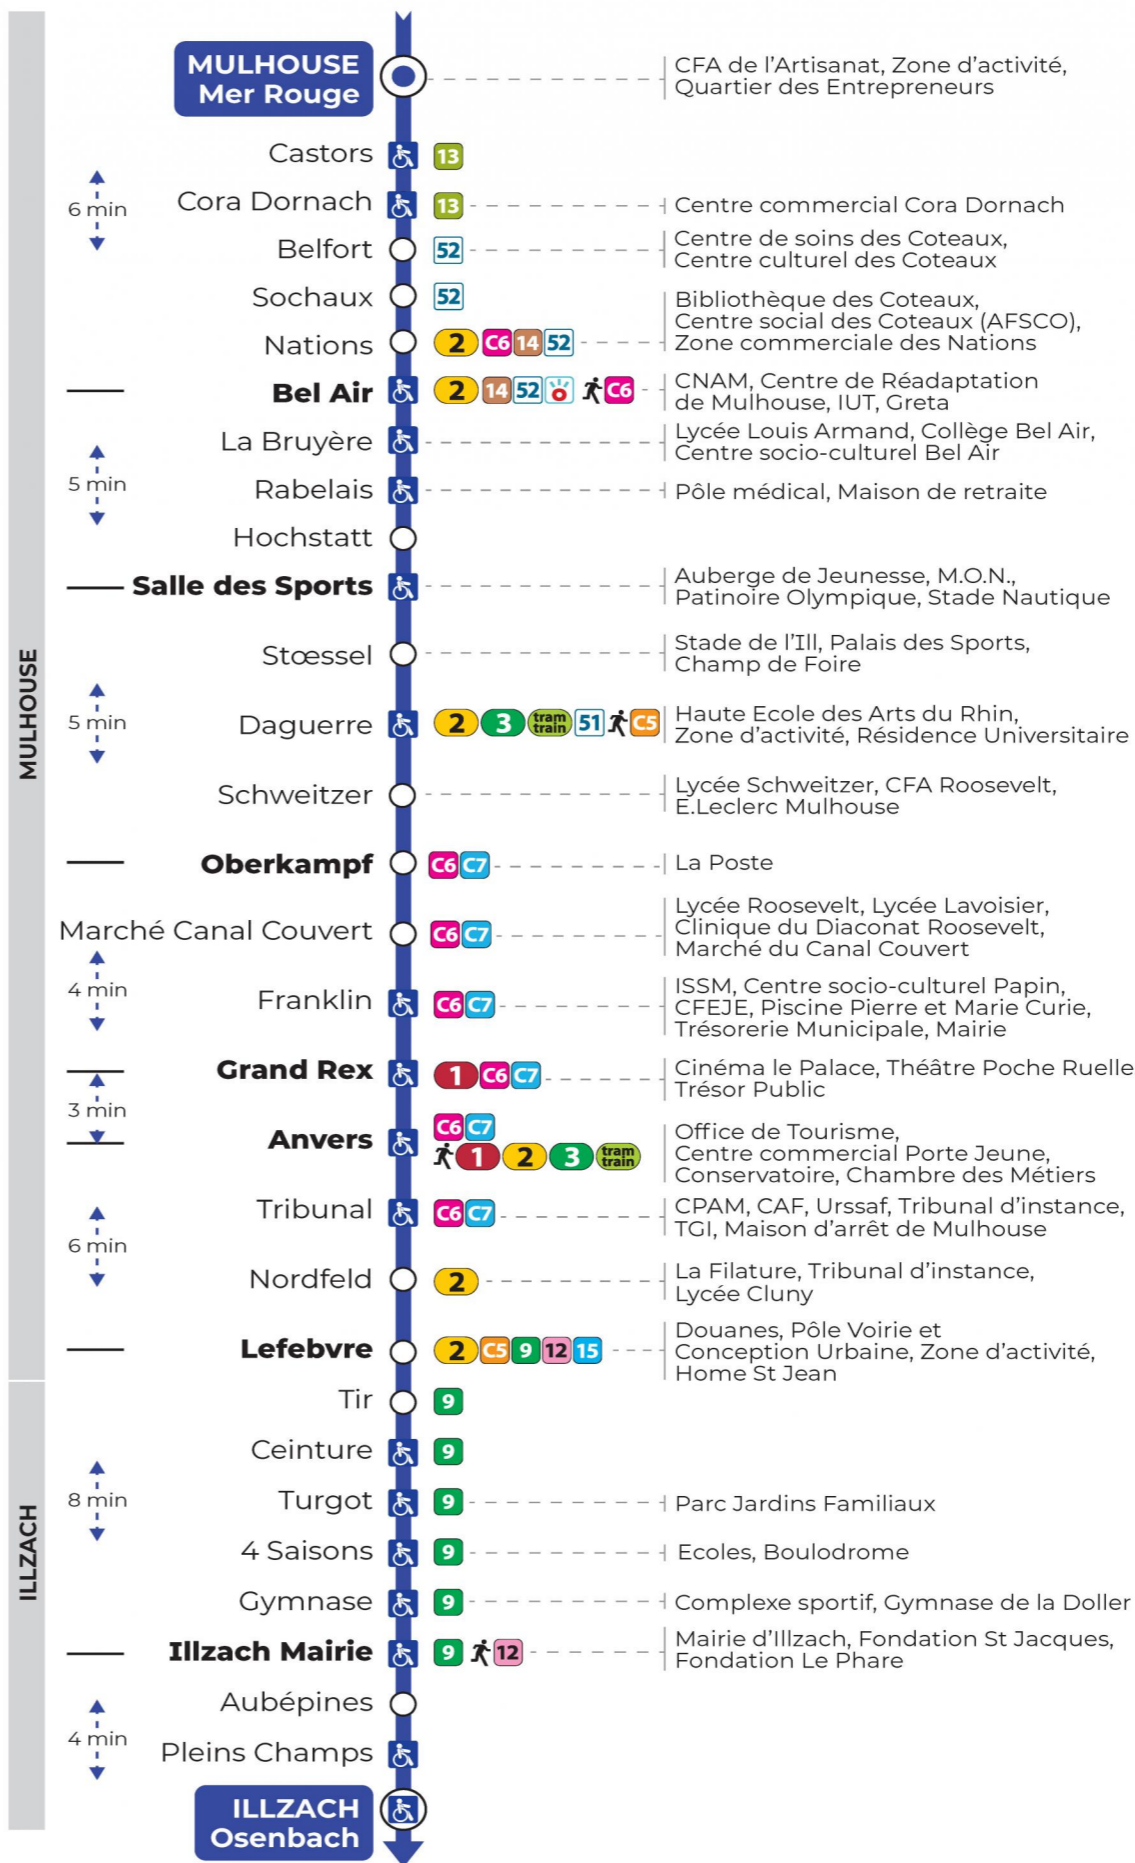 MULHOUSE
Mer Rouge
CFA de l'Artisanat, Zone d'activité,
Quartier des Entrepreneurs
Castors 13
6 min
Cora Dornach 13 Centre commercial Cora Dornach
Belfort 52
Centre de soins des Coteaux,
Centre culturel des Coteaux
Sochaux 52
Nations 2 C6 14 52
Bibliothèque des Coteaux,
Centre social des Coteaux (AFSCO),
Zone commerciale des Nations
Bel Air 2 14 52 C6
CNAM, Centre de Réadaptation
de Mulhouse, IUT, Greta
La Bruyère
Lycée Louis Armand, Collège Bel Air,
Centre socio-culturel Bel Air
5 min
Rabelais Pôle médical, Maison de retraite
Hochstatt
Salle des Sports
Auberge de Jeunesse, M.O.N.,
Patinoire Olympique, Stade Nautique
MULHOUSE
Stœssel
Stade de l'Ill, Palais des Sports,
Champ de Foire
5 min
Daguerre 2 3 tram train 51 C5
Haute Ecole des Arts du Rhin,
Zone d'activité, Résidence Universitaire
Schweitzer
Lycée Schweitzer, CFA Roosevelt,
E.Leclerc Mulhouse
Oberkampf C6 C7 La Poste
Marché Canal Couvert C6 C7
Lycée Roosevelt, Lycée Lavoisier,
Clinique du Diaconat Roosevelt,
Marché du Canal Couvert
4 min
Franklin C6 C7
ISSM, Centre socio-culturel Papin,
CFEJE, Piscine Pierre et Marie Curie,
Trésorerie Municipale, Mairie
Grand Rex 1 C6 C7
Cinéma le Palace, Théâtre Poche Ruelle
Trésor Public
3 min
Anvers C6 C7
1 2 3 tram train
Office de Tourisme,
Centre commercial Porte Jeune,
Conservatoire, Chambre des Métiers
Tribunal C6 C7
CPAM, CAF, Urssaf, Tribunal d'instance,
TGI, Maison d'arrêt de Mulhouse
6 min
Nordfeld 2
La Filature, Tribunal d'instance,
Lycée Cluny
Lefebvre 2 C5 9 12 15
Douanes, Pôle Voirie et
Conception Urbaine, Zone d'activité,
Home St Jean
Tir 9
Ceinture 9
8 min
Turgot 9 Parc Jardins Familiaux
ILLZACH
4 Saisons 9 Ecoles, Boulodrome
Gymnase 9 Complexe sportif, Gymnase de la Doller
Illzach Mairie 9 12
Mairie d'Illzach, Fondation St Jacques,
Fondation Le Phare
Aubépines
4 min
Pleins Champs
ILLZACH
Osenbach